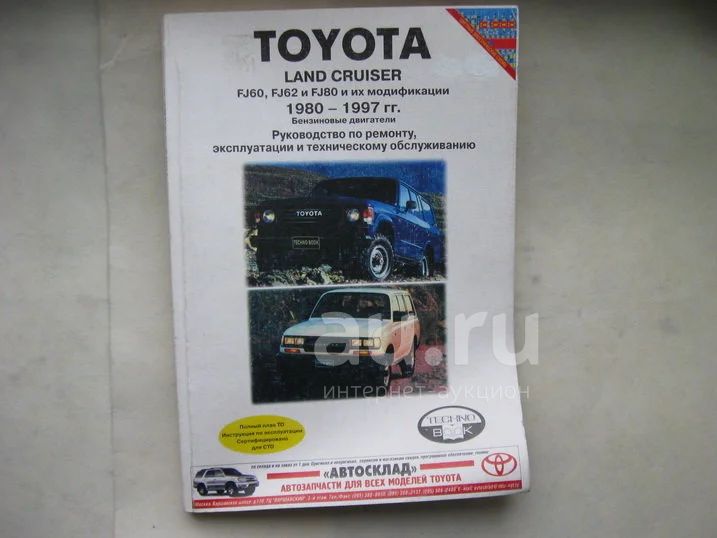 TOYOTA
LAND CRUISER
FJ60, FJ62 и FJ80 и их модификации
1980 – 1997 гг.
Бензиновые двигатели
Руководство по ремонту,
эксплуатации и техническому обслуживанию
TOYOTA
TECHNO BOOK
au.ru
интернет-аукцион
Полный план ТО
Инструкция по эксплуатации
Сертифицировано
для СТО
TECHNO
BOOK
«АВТОСКЛАД»
АВТОЗАПЧАСТИ ДЛЯ ВСЕХ МОДЕЛЕЙ TOYOTA